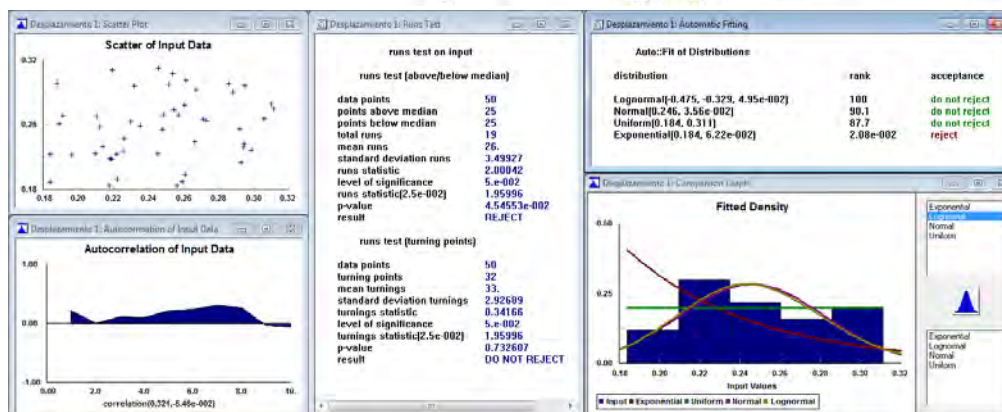 Desplazamiento 1: Scatter Plot
Scatter of Input Data
0.32
0.26
0.18
0.18 0.20 0.22 0.24 0.26 0.28 0.30 0.32
Desplazamiento 1: Autocorrelation of Input Data
Autocorrelation of Input Data
1.00
0.00
-1.00
0.00 2.0 4.0 6.0 8.0 10.
Desplazamiento 1: Runs Test
runs test on input
runs test (above/below median)
data points 50
points above median 25
points below median 25
total runs 19
mean runs 26.
standard deviation runs 3.49927
runs statistic 2.00042
level of significance 5.e-002
runs statistic[2.5e-002] 1.95996
p-value 4.54553e-002
result REJECT
runs test (turning points)
data points 50
turning points 32
mean turnings 33.
standard deviation turnings 2.92689
turnings statistic 0.34166
level of significance 5.e-002
turnings statistic[2.5e-002] 1.95996
p-value 0.732607
result DO NOT REJECT
Desplazamiento 1: Automatic Fitting
Auto::Fit of Distributions
distribution rank acceptance
Lognormal(-0.475, -0.329, 4.95e-002) 100 do not reject
Normal(0.246, 3.56e-002) 90.1 do not reject
Uniform(0.184, 0.311) 87.7 do not reject
Exponential(0.184, 6.22e-002) 2.08e-002 reject
Desplazamiento 1: Comparison Graph
Fitted Density
0.50
0.25
0.00
0.18 0.20 0.22 0.24 0.26 0.28 0.30 0.32
Input Values
Input Exponential Uniform Normal Lognormal
Exponential
Lognormal
Normal
Uniform
Exponential
Lognormal
Normal
Uniform